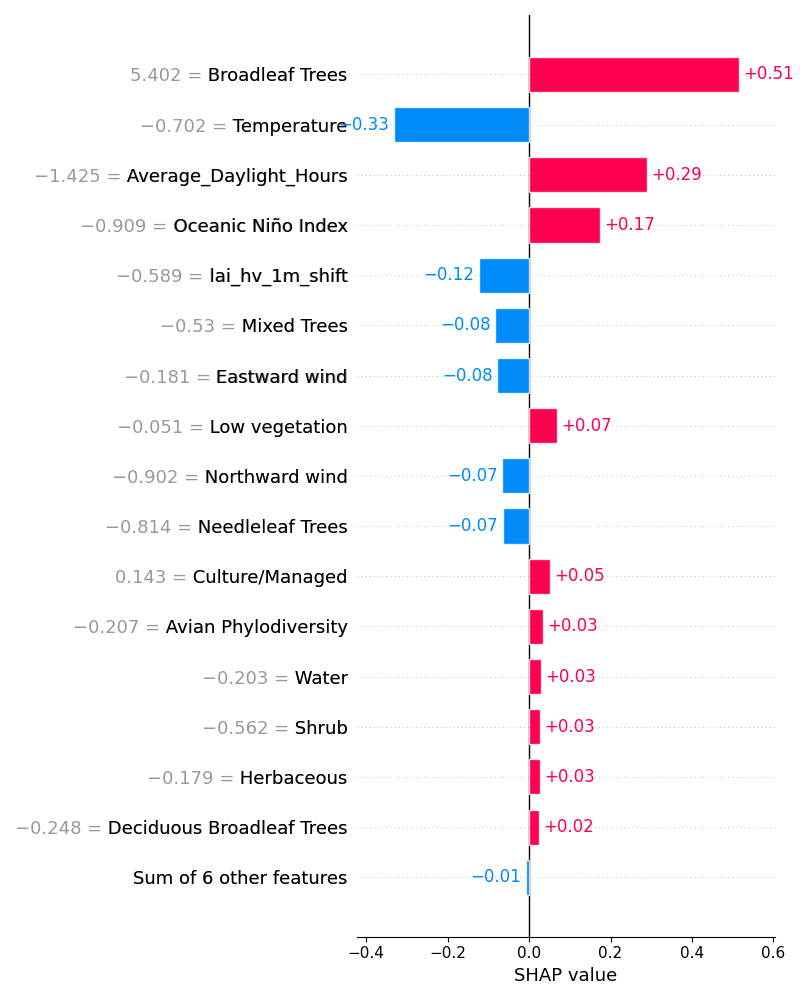 5.402 = Broadleaf Trees +0.51
−0.702 = Temperature −0.33
−1.425 = Average_Daylight_Hours +0.29
−0.909 = Oceanic Niño Index +0.17
−0.589 = lai_hv_1m_shift −0.12
−0.53 = Mixed Trees −0.08
−0.181 = Eastward wind −0.08
−0.051 = Low vegetation +0.07
−0.902 = Northward wind −0.07
−0.814 = Needleleaf Trees −0.07
0.143 = Culture/Managed +0.05
−0.207 = Avian Phylodiversity +0.03
−0.203 = Water +0.03
−0.562 = Shrub +0.03
−0.179 = Herbaceous +0.03
−0.248 = Deciduous Broadleaf Trees +0.02
Sum of 6 other features −0.01
−0.4 −0.2 0.0 0.2 0.4 0.6
SHAP value